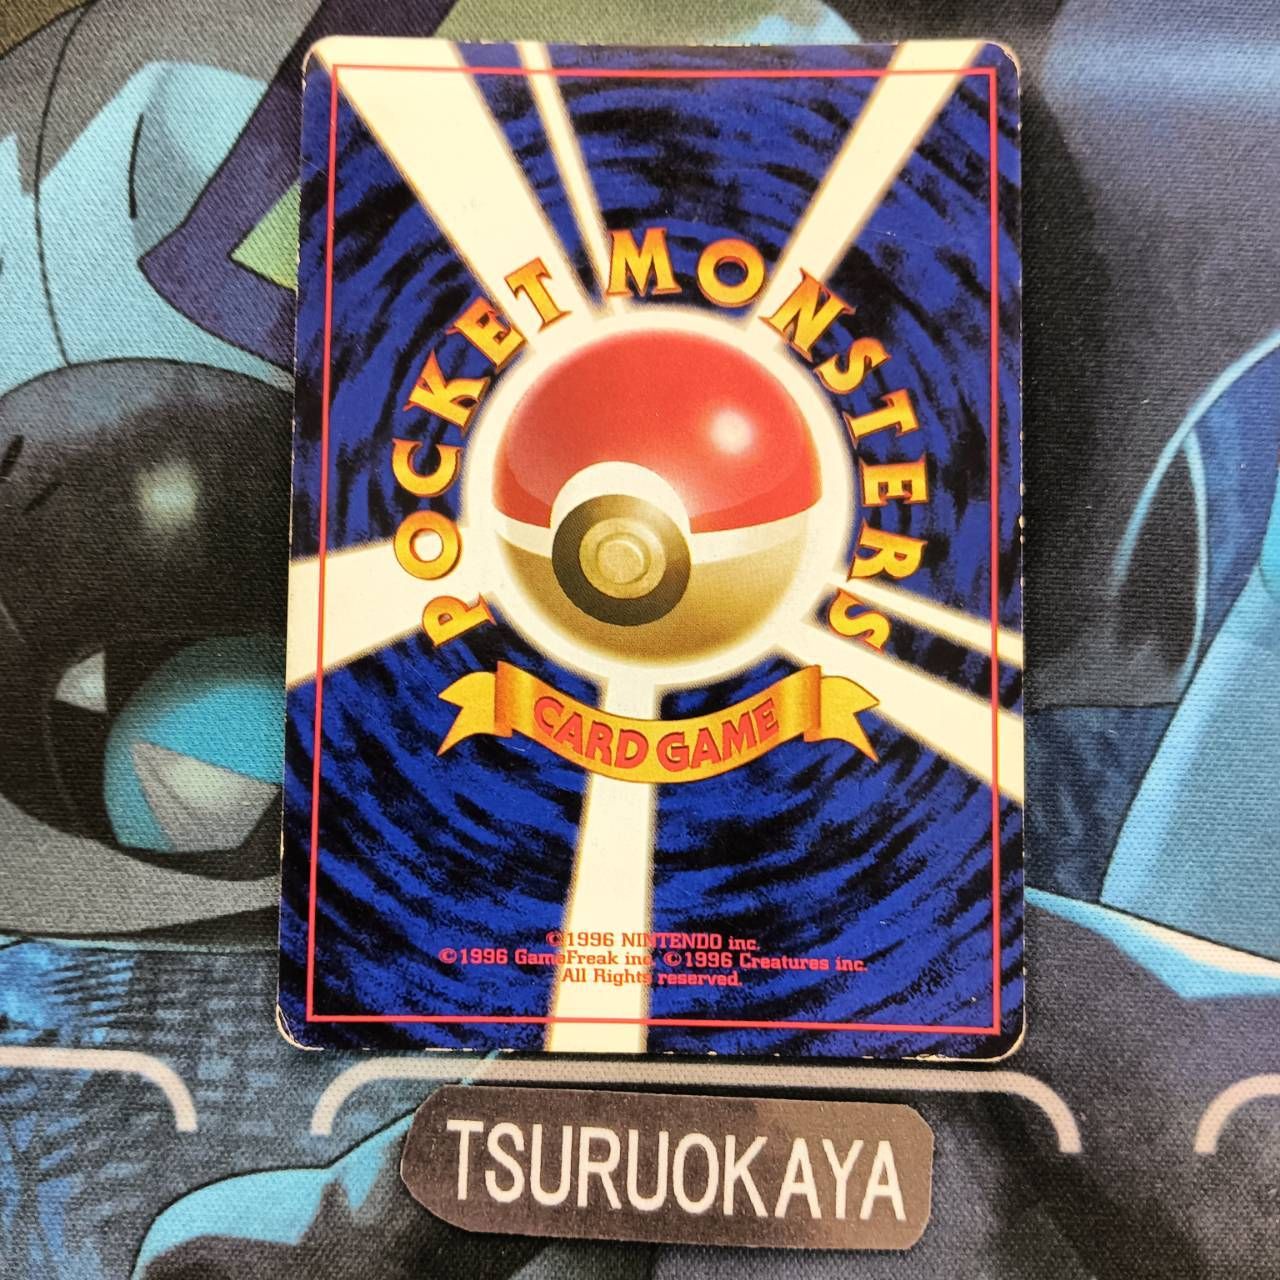 POCKET MONSTERS
CARD GAME
©1996 NINTENDO inc.
©1996 GameFreak inc. ©1996 Creatures inc.
All Rights reserved.
TSURUOKAYA